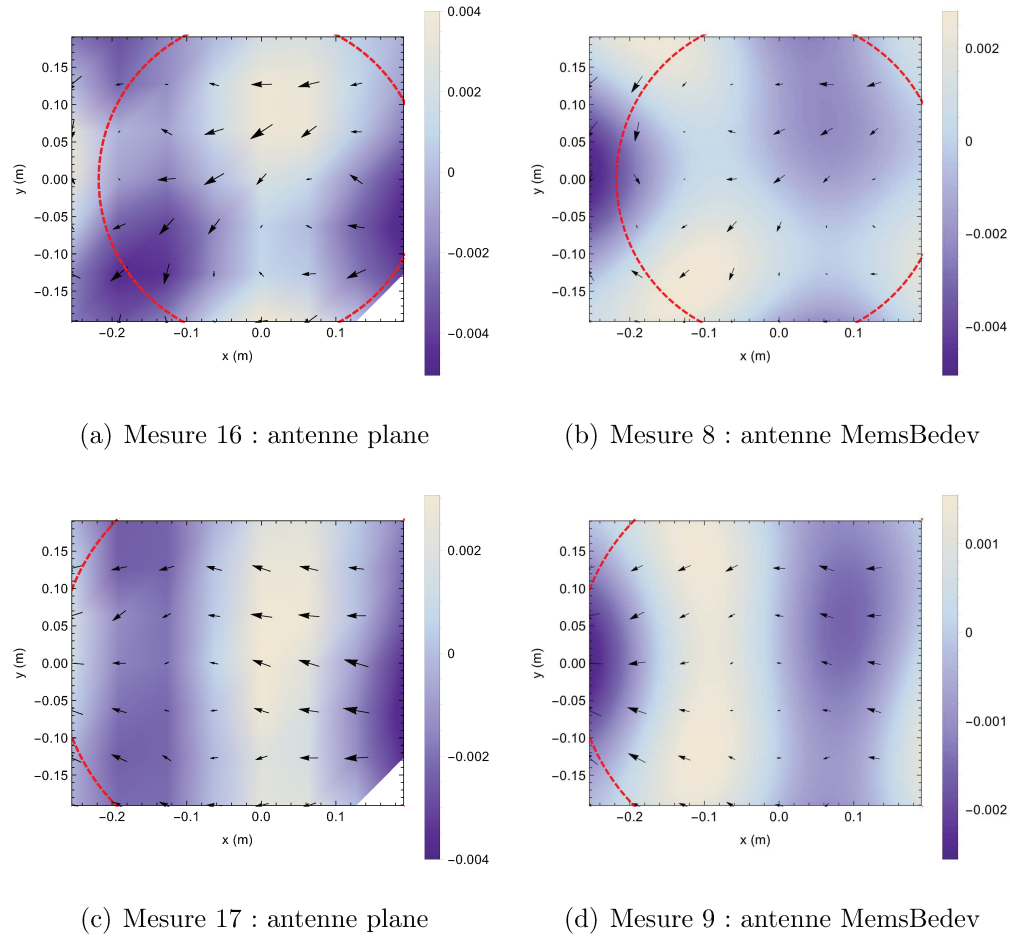 0.004
0.002
0
-0.002
-0.004
0.15
0.10
0.05
0.00
-0.05
-0.10
-0.15
y (m)
-0.2 -0.1 0.0 0.1
x (m)
(a) Mesure 16 : antenne plane
0.002
0
-0.002
-0.004
0.15
0.10
0.05
0.00
-0.05
-0.10
-0.15
y (m)
-0.2 -0.1 0.0 0.1
x (m)
(b) Mesure 8 : antenne MemsBedev
0.002
0
-0.002
-0.004
0.15
0.10
0.05
0.00
-0.05
-0.10
-0.15
y (m)
-0.2 -0.1 0.0 0.1
x (m)
(c) Mesure 17 : antenne plane
0.001
0
-0.001
-0.002
0.15
0.10
0.05
0.00
-0.05
-0.10
-0.15
y (m)
-0.2 -0.1 0.0 0.1
x (m)
(d) Mesure 9 : antenne MemsBedev